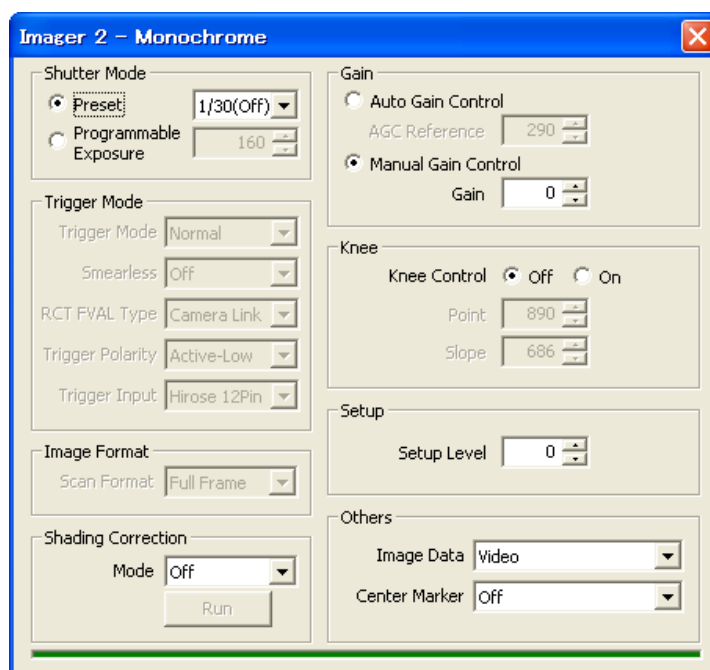 Imager 2 - Monochrome
Shutter Mode
Preset 1/30(Off)
Programmable
Exposure 160
Trigger Mode
Trigger Mode Normal
Smearless Off
RCT FVAL Type Camera Link
Trigger Polarity Active-Low
Trigger Input Hirose 12Pin
Image Format
Scan Format Full Frame
Shading Correction
Mode Off
Run
Gain
Auto Gain Control
AGC Reference 290
Manual Gain Control
Gain 0
Knee
Knee Control Off On
Point 890
Slope 686
Setup
Setup Level 0
Others
Image Data Video
Center Marker Off